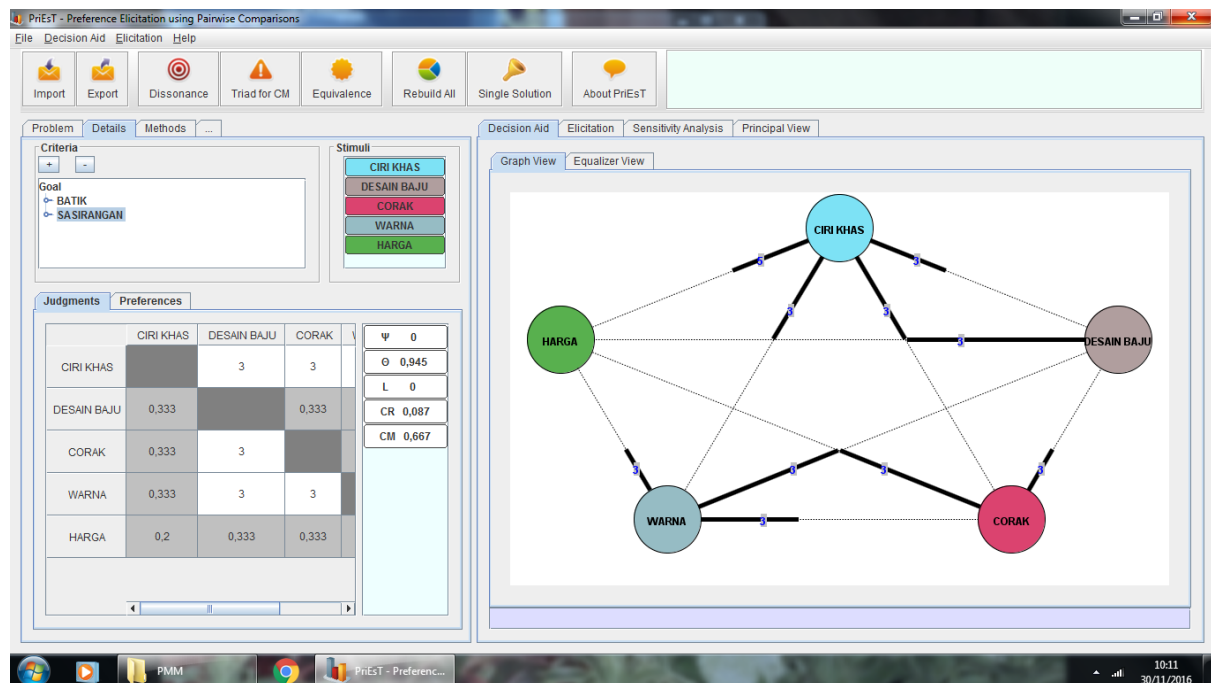 PriEsT - Preference Elicitation using Pairwise Comparisons
File Decision Aid Elicitation Help
Import Export Dissonance Triad for CM Equivalence Rebuild All Single Solution About PriEsT
Problem Details Methods ...
Criteria
+ -
Goal
BATIK
SASIRANGAN
Stimuli
CIRI KHAS
DESAIN BAJU
CORAK
WARNA
HARGA
Judgments Preferences
CIRI KHAS DESAIN BAJU CORAK
CIRI KHAS 3 3
DESAIN BAJU 0,333 0,333
CORAK 0,333 3
WARNA 0,333 3 3
HARGA 0,2 0,333 0,333
Ψ 0
Θ 0,945
L 0
CR 0,087
CM 0,667
Decision Aid Elicitation Sensitivity Analysis Principal View
Graph View Equalizer View
CIRI KHAS
5 3
3 3
HARGA 3 DESAIN BAJU
3 3 3 3
WARNA 3 CORAK
PMM
PriEsT - Preferenc...
10:11
30/11/2016